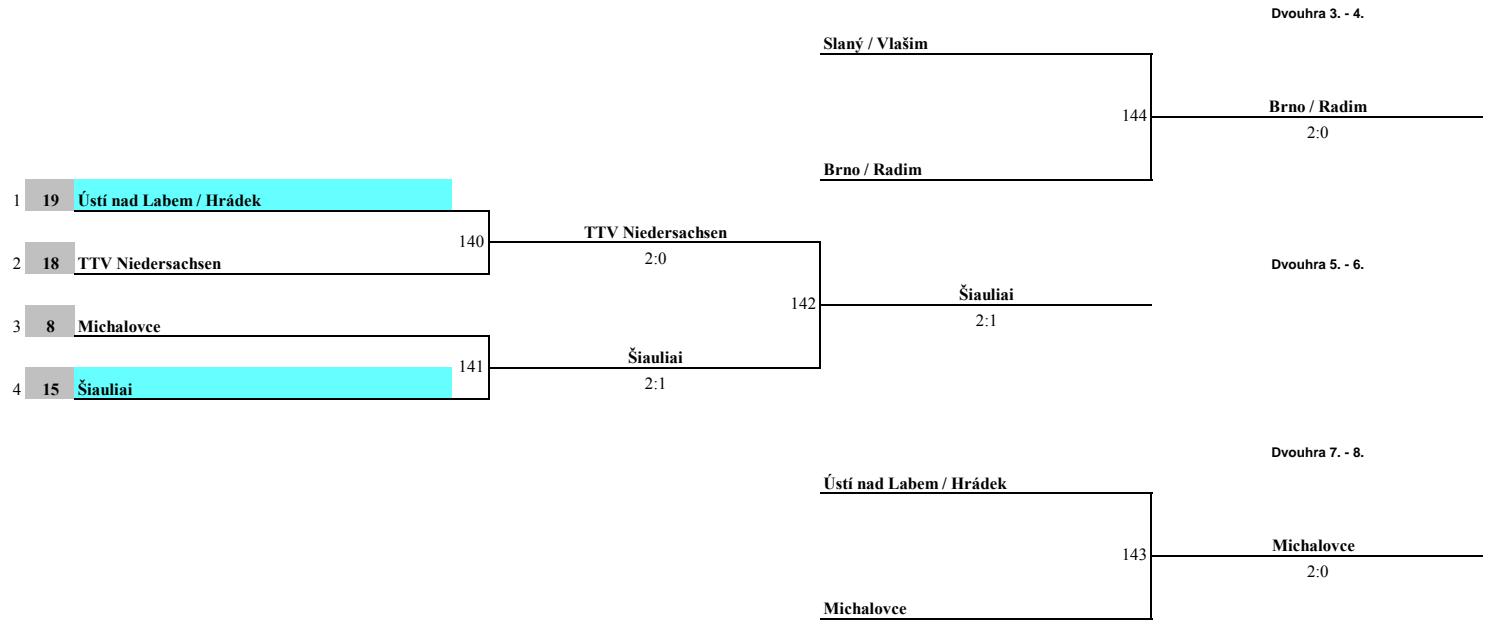 Dvouhra 3. - 4.
Slaný / Vlašim
144
Brno / Radim
2:0
Brno / Radim
1 19 Ústí nad Labem / Hrádek
140
TTV Niedersachsen
2:0
2 18 TTV Niedersachsen
Dvouhra 5. - 6.
142
Šiauliai
2:1
3 8 Michalovce
141
Šiauliai
2:1
4 15 Šiauliai
Dvouhra 7. - 8.
Ústí nad Labem / Hrádek
143
Michalovce
2:0
Michalovce